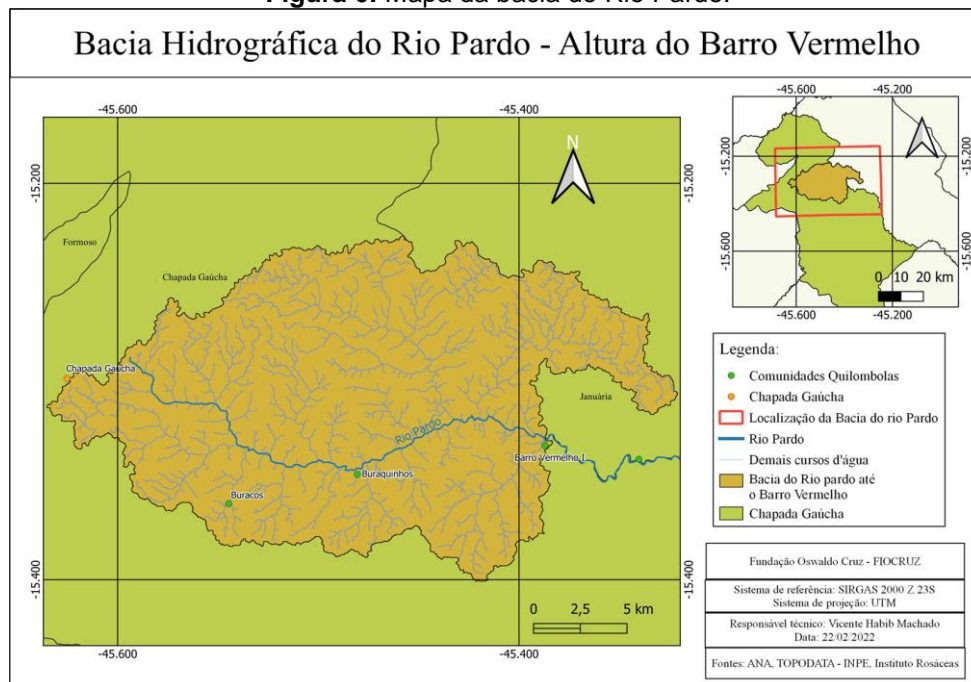 Figura 6. Mapa da bacia do Rio Pardo.
Bacia Hidrográfica do Rio Pardo - Altura do Barro Vermelho
-45.600
-45.400
-15.200
-15.200
N
Formoso
Chapada Gaúcha
Chapada Gaúcha
Januária
Rio Pardo
Barro Vermelho I
Buraquinhos
Buracos
-15.400
-15.400
0 2,5 5 km
-45.600
-45.400
-45.600
-45.200
-15.200
-15.200
-15.600
-15.600
0 10 20 km
-45.600
-45.200
Legenda:
Comunidades Quilombolas
Chapada Gaúcha
Localização da Bacia do rio Pardo
Rio Pardo
Demais cursos d'água
Bacia do Rio pardo até
o Barro Vermelho
Chapada Gaúcha
Fundação Oswaldo Cruz - FIOCRUZ
Sistema de referência: SIRGAS 2000 Z 23S
Sistema de projeção: UTM
Responsável técnico: Vicente Habib Machado
Data: 22/02/2022
Fontes: ANA, TOPODATA - INPE, Instituto Rosáceas